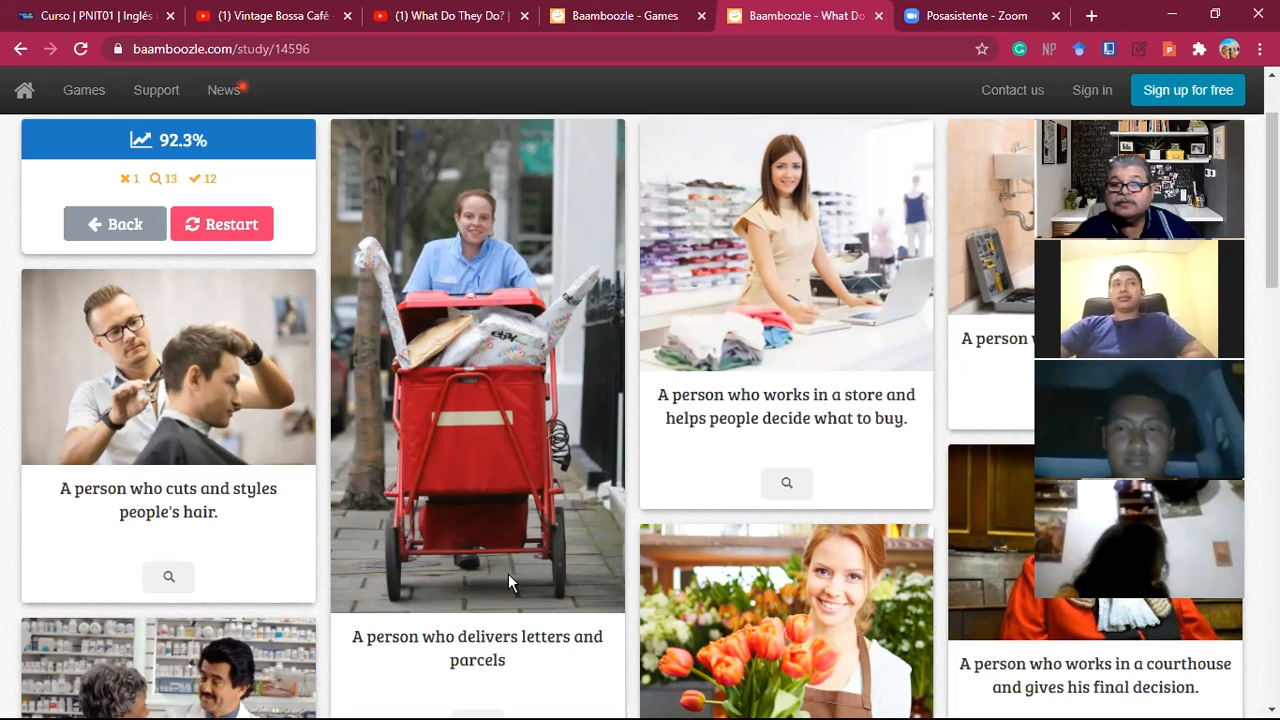 Curso | PNIT01 | Inglés
(1) Vintage Bossa Café
(1) What Do They Do? |
Baamboozle - Games
Baamboozle - What Do
Posasistente - Zoom
baamboozle.com/study/14596
NP
Games
Support
News
Contact us
Sign in
Sign up for free
92.3%
1 13 12
Back
Restart
ebay
A person who cuts and styles
people's hair.
A person who delivers letters and
parcels
A person who works in a store and
helps people decide what to buy.
A person
A person who works in a courthouse
and gives his final decision.